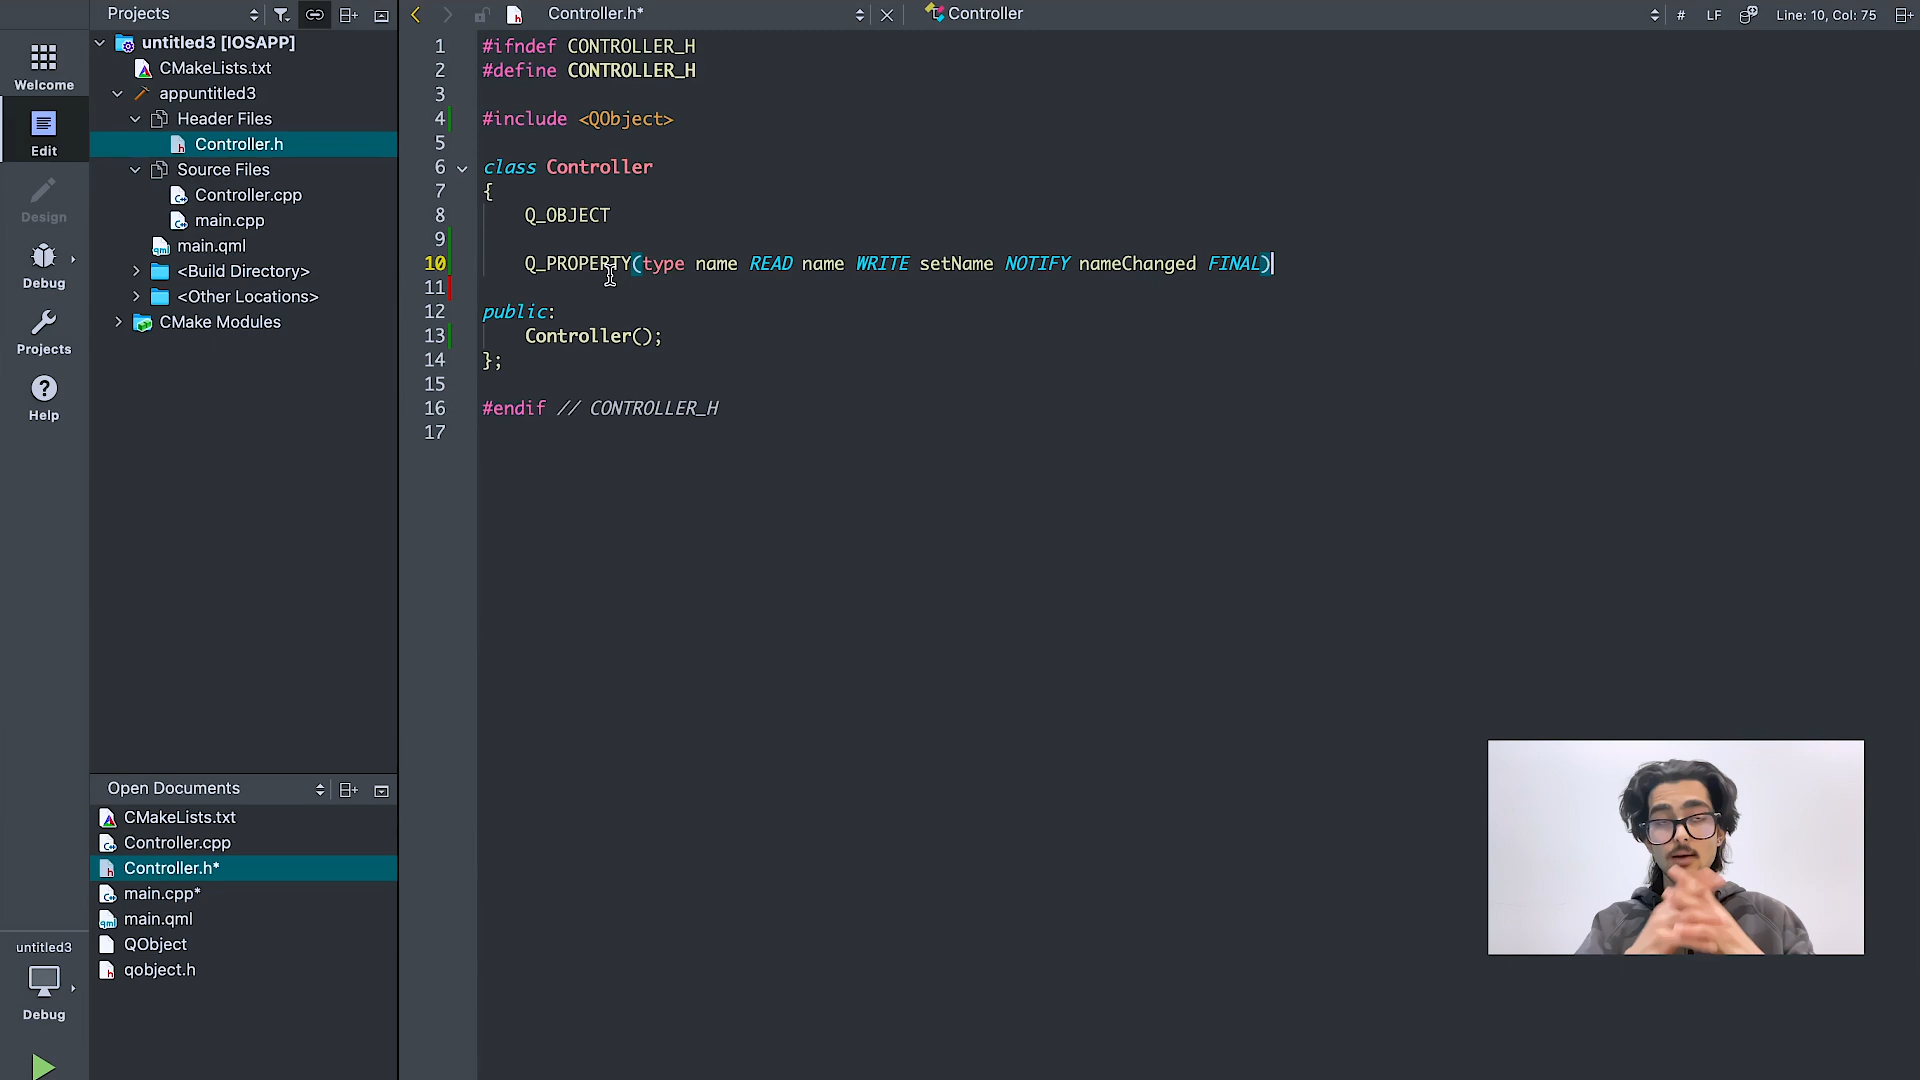 Projects
Controller.h*
Controller
#
LF
Line: 10, Col: 75
Welcome
Edit
Design
Debug
Projects
Help
untitled3
Debug
untitled3 [IOSAPP]
CMakeLists.txt
appuntitled3
Header Files
Controller.h
Source Files
Controller.cpp
main.cpp
main.qml
<Build Directory>
<Other Locations>
CMake Modules
Open Documents
CMakeLists.txt
Controller.cpp
Controller.h*
main.cpp*
main.qml
QObject
qobject.h
1 #ifndef CONTROLLER_H
2 #define CONTROLLER_H
3
4 #include <QObject>
5
6 class Controller
7 {
8 Q_OBJECT
9
10 Q_PROPERTY(type name READ name WRITE setName NOTIFY nameChanged FINAL)
11
12 public:
13 Controller();
14 };
15
16 #endif // CONTROLLER_H
17